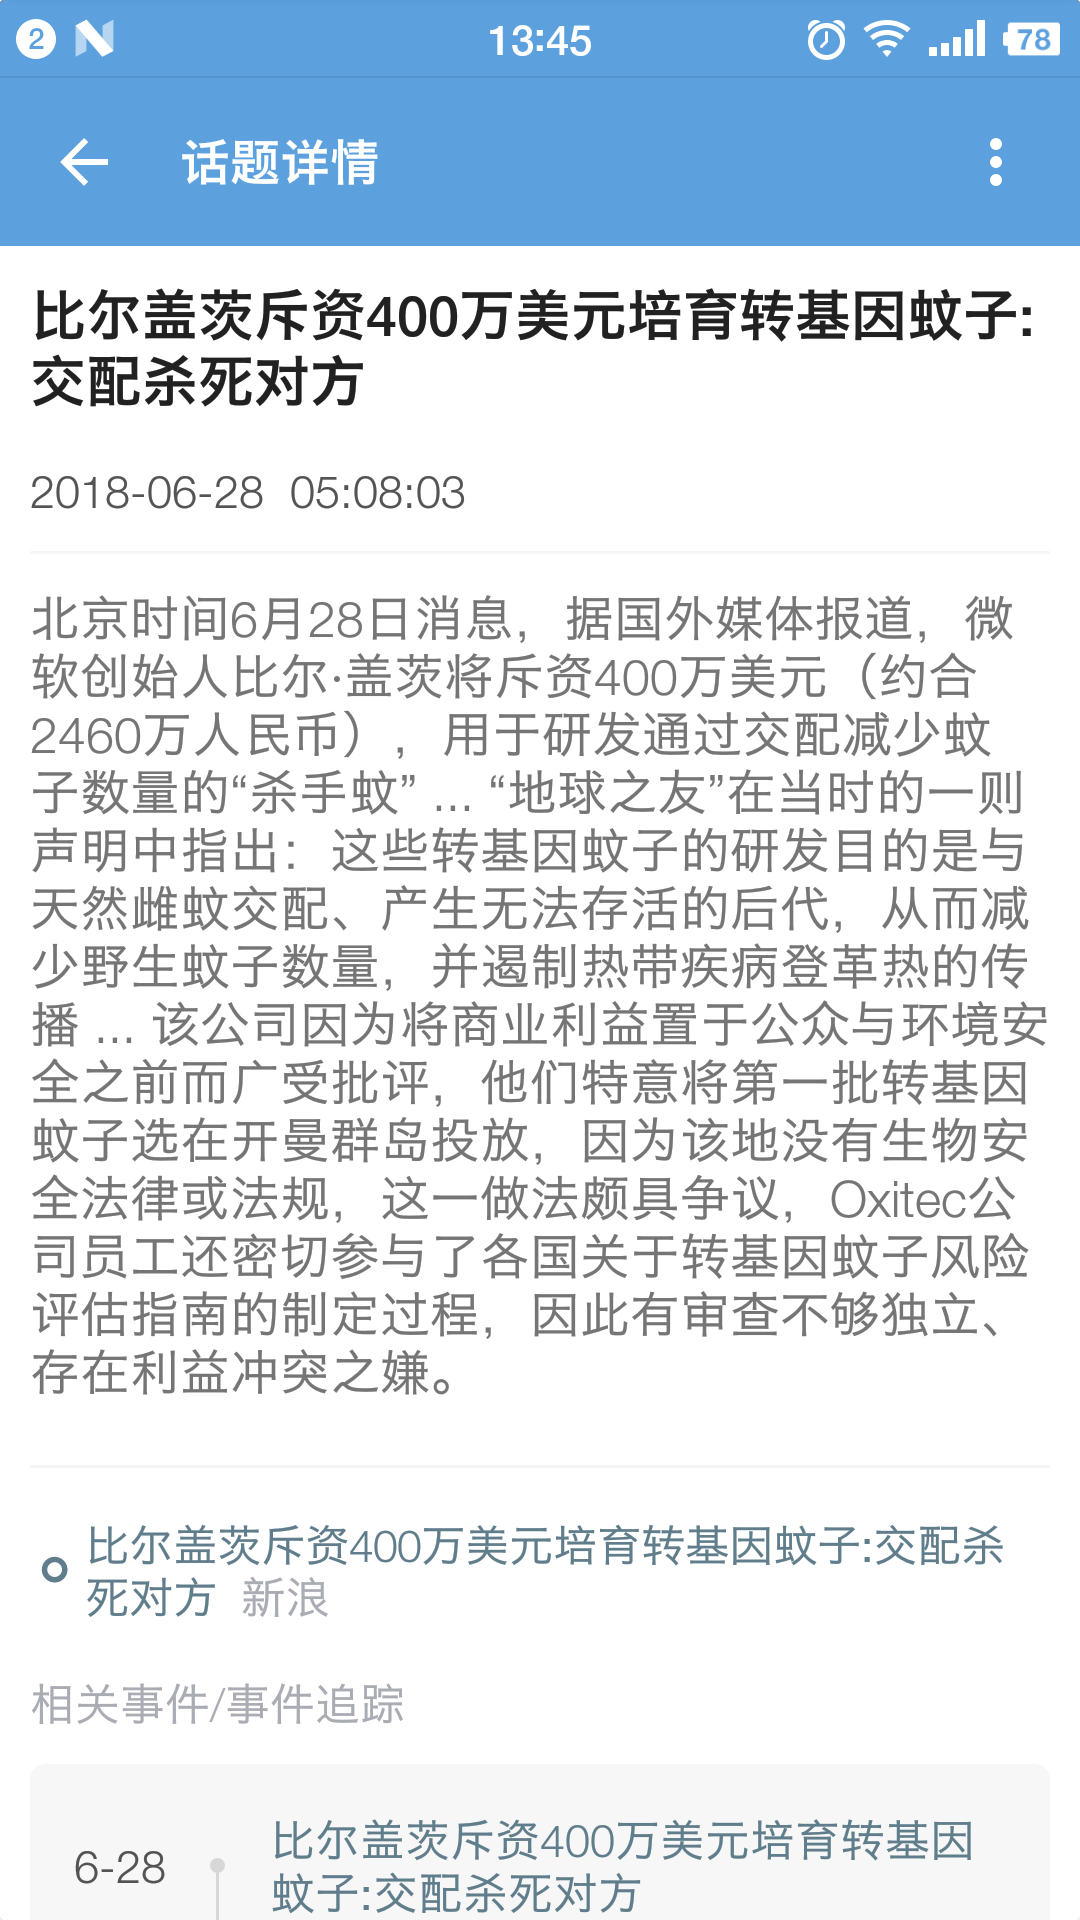 2
13:45
78
话题详情
比尔盖茨斥资400万美元培育转基因蚊子:
交配杀死对方
2018-06-28 05:08:03
北京时间6月28日消息，据国外媒体报道，微
软创始人比尔·盖茨将斥资400万美元（约合
2460万人民币），用于研发通过交配减少蚊
子数量的“杀手蚊” ... “地球之友”在当时的一则
声明中指出：这些转基因蚊子的研发目的是与
天然雌蚊交配、产生无法存活的后代，从而减
少野生蚊子数量，并遏制热带疾病登革热的传
播 ... 该公司因为将商业利益置于公众与环境安
全之前而广受批评，他们特意将第一批转基因
蚊子选在开曼群岛投放，因为该地没有生物安
全法律或法规，这一做法颇具争议，Oxitec公
司员工还密切参与了各国关于转基因蚊子风险
评估指南的制定过程，因此有审查不够独立、
存在利益冲突之嫌。
比尔盖茨斥资400万美元培育转基因蚊子:交配杀
死对方 新浪
相关事件/事件追踪
6-28
比尔盖茨斥资400万美元培育转基因
蚊子:交配杀死对方